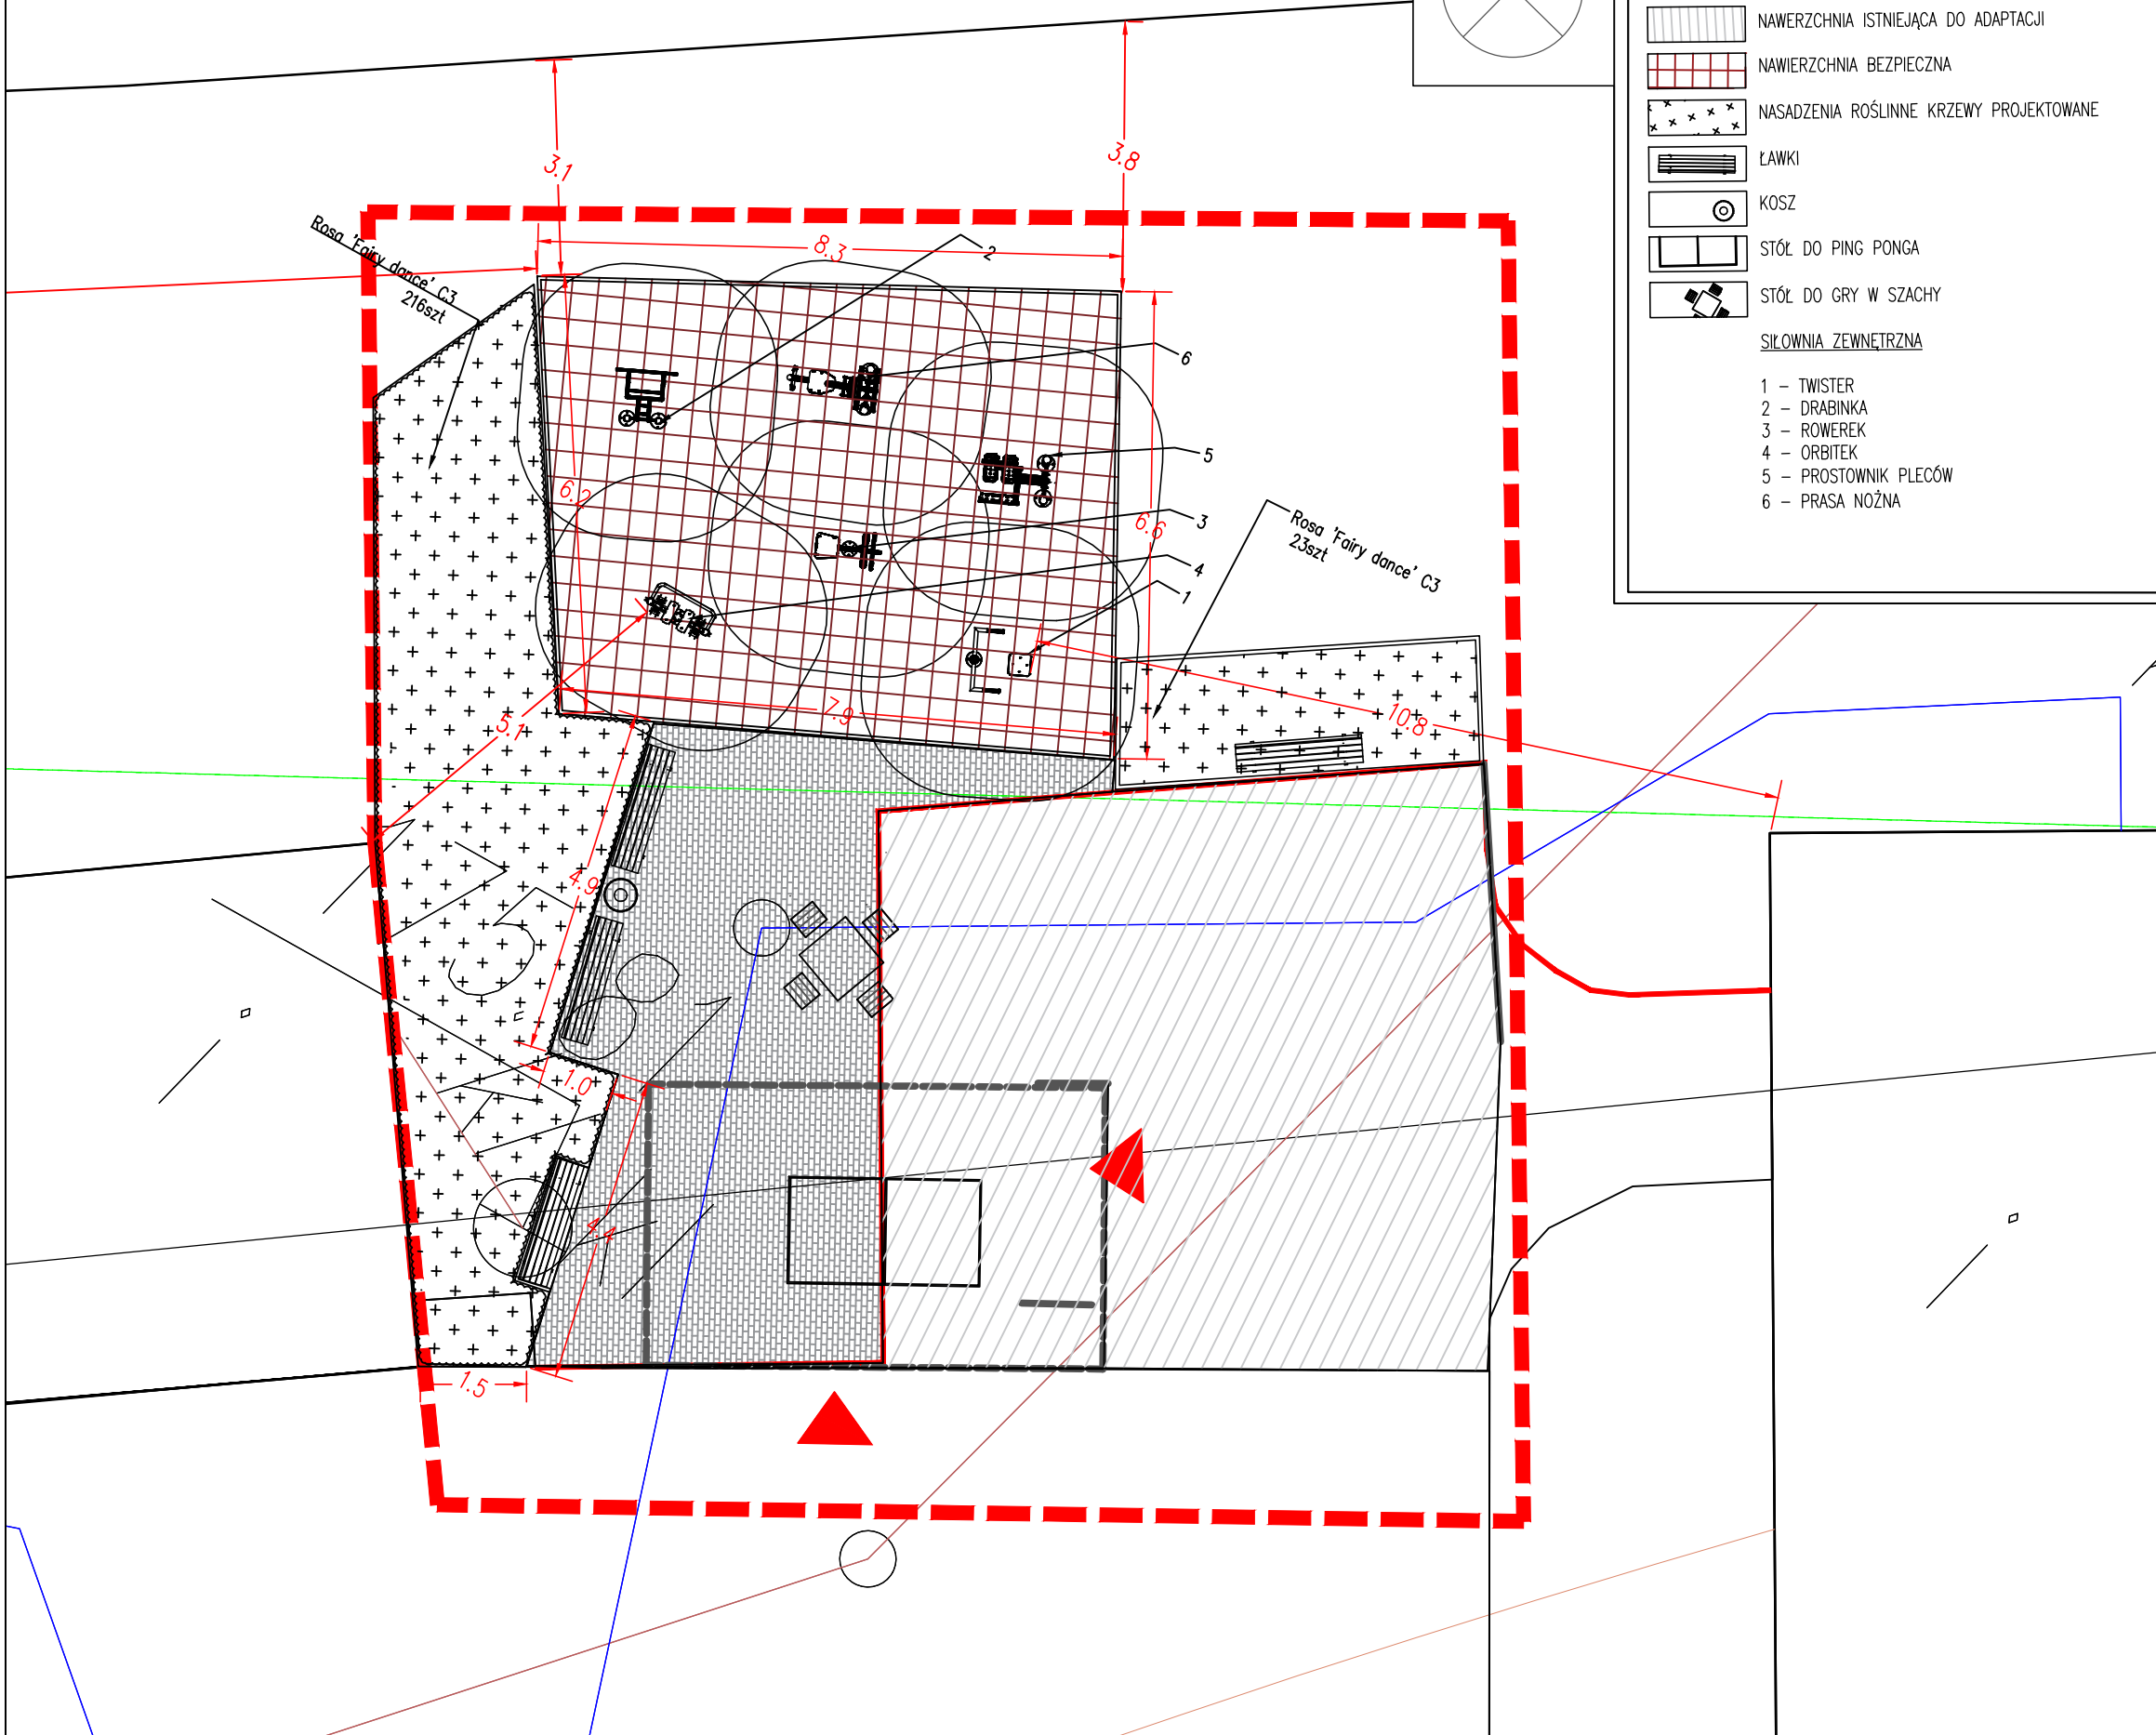 NAWERZCHNIA ISTNIEJĄCA DO ADAPTACJI
NAWIERZCHNIA BEZPIECZNA
NASADZENIA ROŚLINNE KRZEWY PROJEKTOWANE
ŁAWKI
KOSZ
STÓŁ DO PING PONGA
STÓŁ DO GRY W SZACHY
SIŁOWNIA ZEWNĘTRZNA
1 – TWISTER
2 – DRABINKA
3 – ROWEREK
4 – ORBITEK
5 – PROSTOWNIK PLECÓW
6 – PRASA NOŻNA
3.1
3.8
8.3
2
Rosa 'Fairy dance' C3
216szt
6
5
6.2
6.6
3
4
1
Rosa 'Fairy dance' C3
23szt
7.9
10.8
5.1
4.9
1.0
4.4
1.5